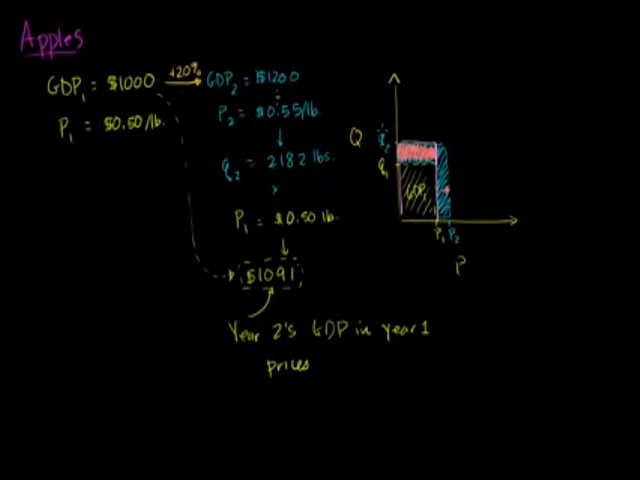 Apples
GDP₁ = $1000 +20% GDP₂ = $1200
P₁ = $0.50/lb. P₂ = $0.55/lb.
q₂ = 2182 lbs.
×
P₁ = $0.50 lb.
$1091
Year 2's GDP in year 1
prices
Q
q₂
q₁
GDP₁
P₁ P₂
P